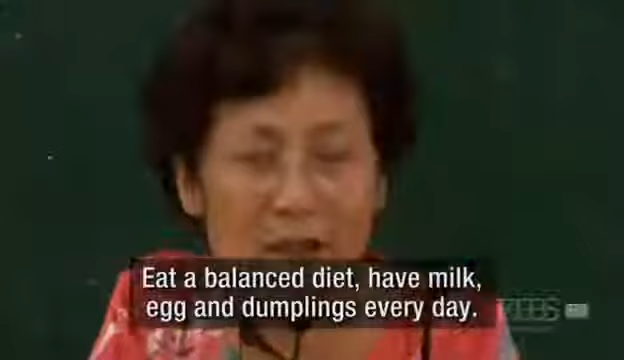 Eat a balanced diet, have milk,
egg and dumplings every day.